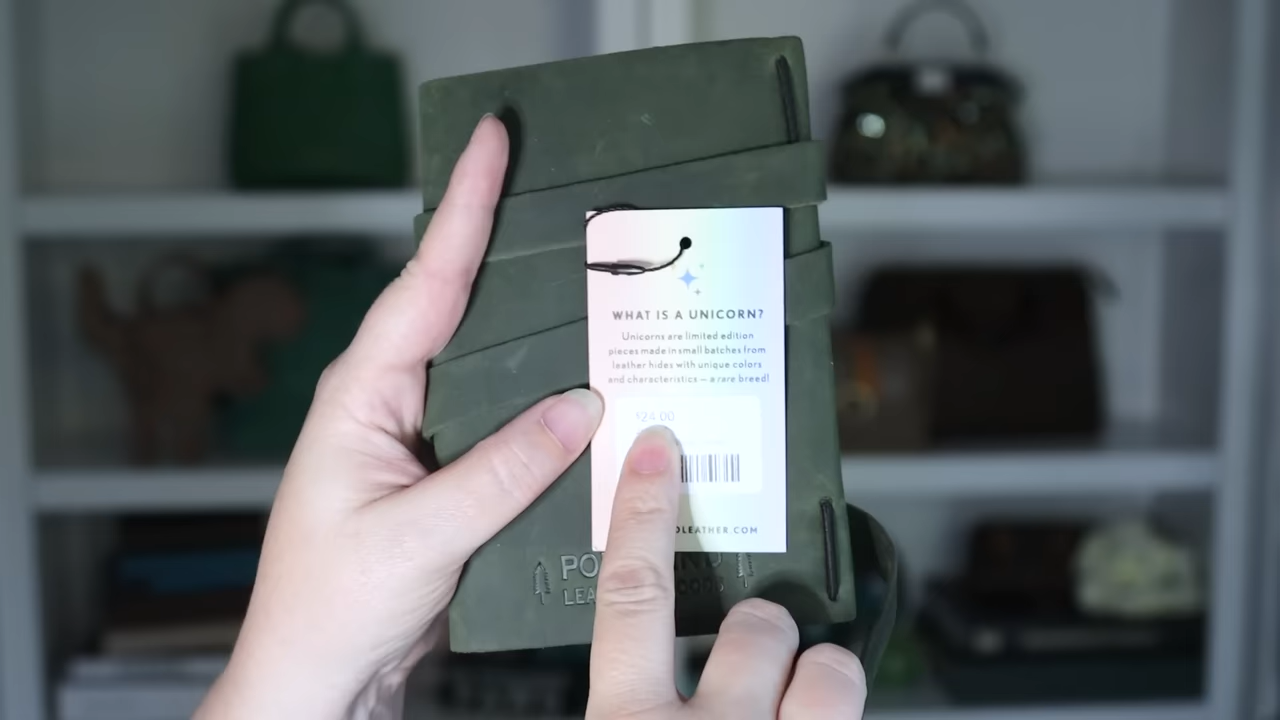 WHAT IS A UNICORN?
Unicorns are limited edition
pieces made in small batches from
leather hides with unique colors
and characteristics — a rare breed!
$24.00